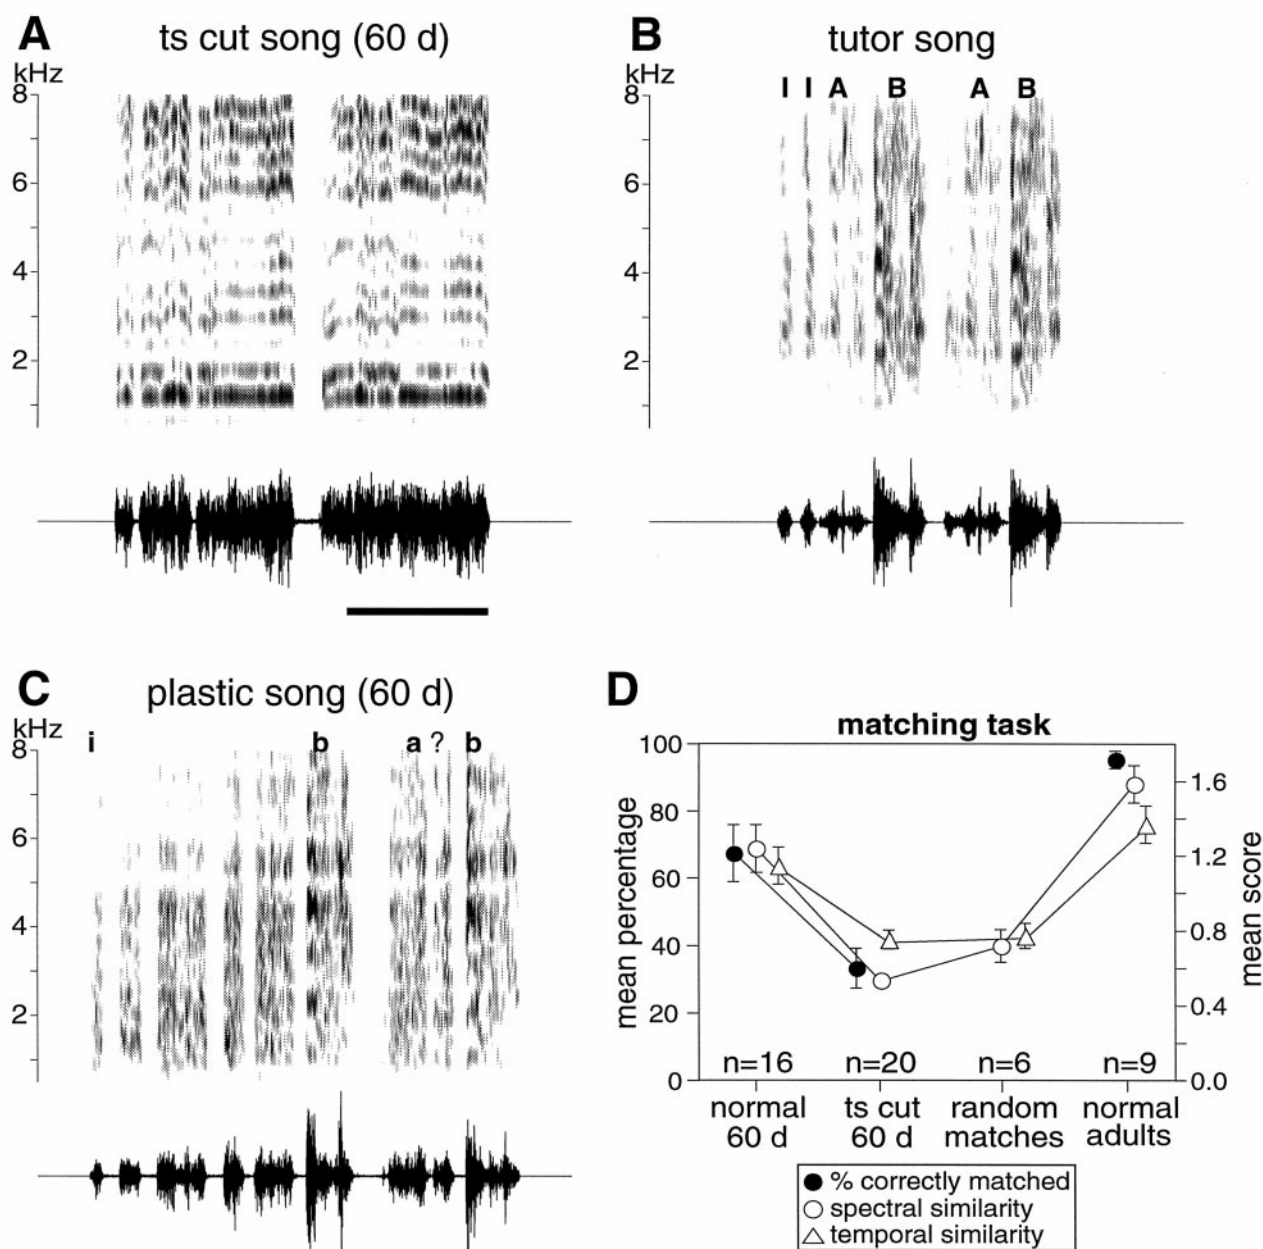 A
ts cut song (60 d)
kHz
8
6
4
2
B
tutor song
I I A B A B
8
6
4
2
C
plastic song (60 d)
kHz
i b a ? b
8
6
4
2
D
matching task
mean percentage
100
80
60
40
20
0
mean score
1.6
1.2
0.8
0.4
0.0
n=16 n=20 n=6 n=9
normal 60 d
ts cut 60 d
random matches
normal adults
% correctly matched
spectral similarity
temporal similarity